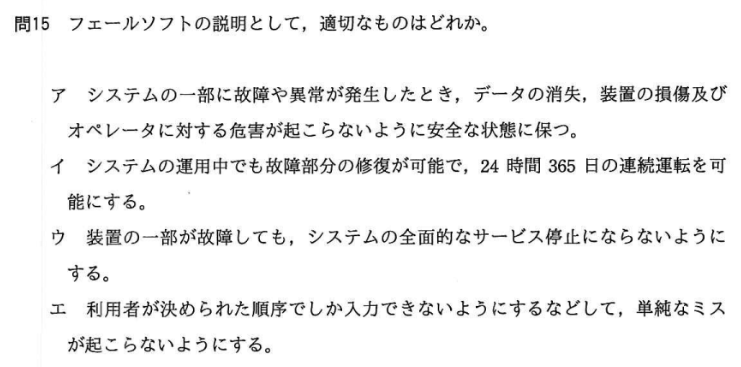 問15　フェールソフトの説明として，適切なものはどれか。
ア　システムの一部に故障や異常が発生したとき，データの消失，装置の損傷及び
オペレータに対する危害が起こらないように安全な状態に保つ。
イ　システムの運用中でも故障部分の修復が可能で，24 時間 365 日の連続運転を可
能にする。
ウ　装置の一部が故障しても，システムの全面的なサービス停止にならないように
する。
エ　利用者が決められた順序でしか入力できないようにするなどして，単純なミス
が起こらないようにする。